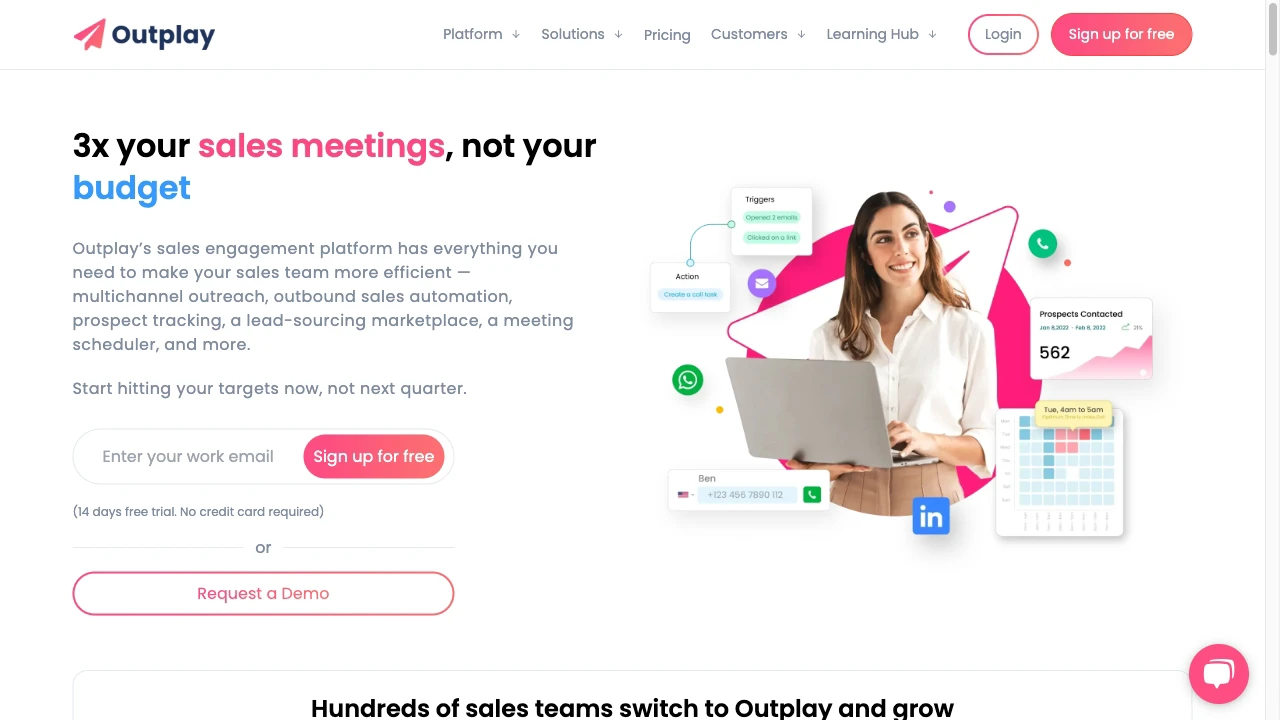 Outplay
Platform
Solutions
Pricing
Customers
Learning Hub
Login
Sign up for free
3x your sales meetings, not your
budget
Outplay's sales engagement platform has everything you
need to make your sales team more efficient —
multichannel outreach, outbound sales automation,
prospect tracking, a lead-sourcing marketplace, a meeting
scheduler, and more.
Start hitting your targets now, not next quarter.
Enter your work email
Sign up for free
(14 days free trial. No credit card required)
or
Request a Demo
Triggers
Opened 2 emails
Clicked on a link
Action
Create a call task
Prospects Contacted
Jan 8,2022 - Feb 8, 2022
21%
562
Tue, 4am to 5am
Ben
+123 456 7890 112
in
Hundreds of sales teams switch to Outplay and grow